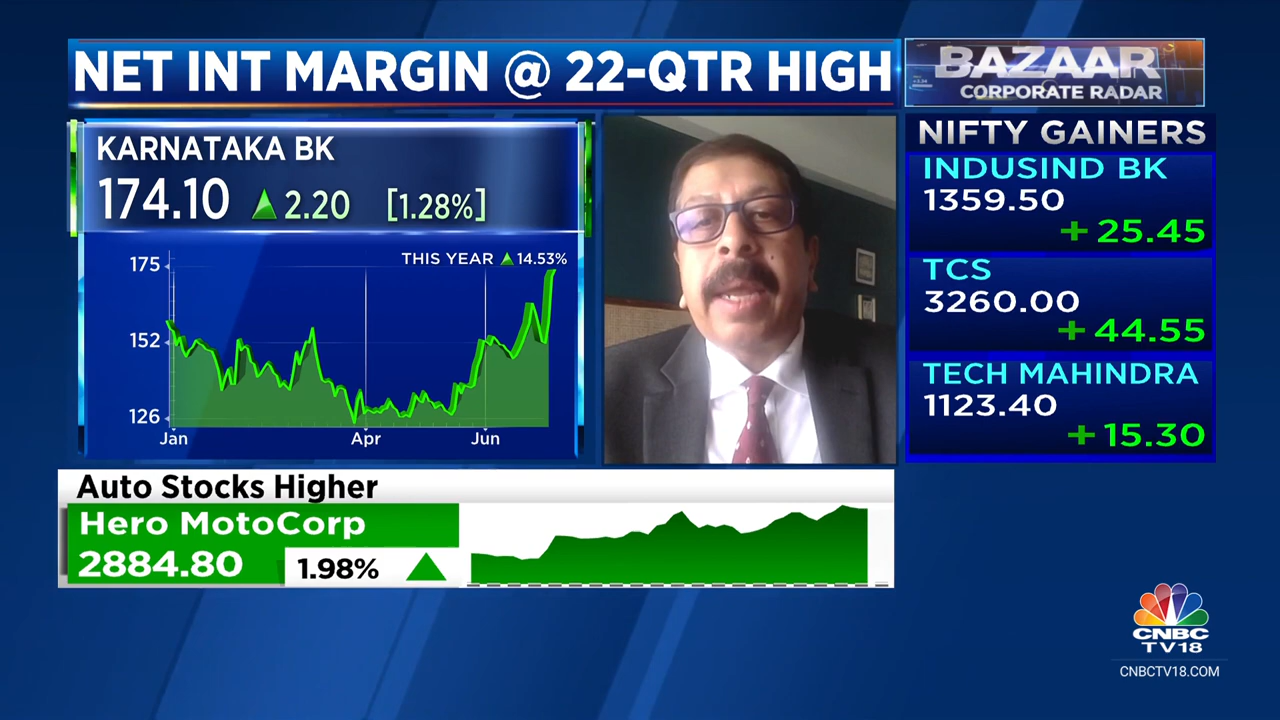 NET INT MARGIN @ 22-QTR HIGH
BAZAAR
CORPORATE RADAR
KARNATAKA BK
174.10 ▲ 2.20 [1.28%]
THIS YEAR ▲ 14.53%
175
152
126
Jan Apr Jun
NIFTY GAINERS
INDUSIND BK
1359.50
+ 25.45
TCS
3260.00
+ 44.55
TECH MAHINDRA
1123.40
+ 15.30
Auto Stocks Higher
Hero MotoCorp
2884.80 1.98% ▲
CNBC
TV18
CNBCTV18.COM